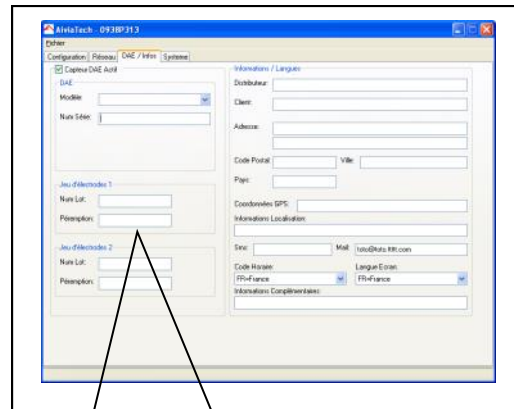 AlviaTech - 0938P313
Fichier
Configuration Réseau DAE / Infos Systeme
Capteur DAE Actif
DAE
Modèle:
Num Série:
Jeu d'électrodes 1
Num Lot:
Péremption:
Jeu d'électrodes 2
Num Lot:
Péremption:
Informations / Langues
Distributeur:
Client:
Adresse:
Code Postal: Ville:
Pays:
Coordonnées GPS:
Informations Localisation:
Sms: Mail:
Code Horaire: Langue Ecran:
FR=France FR=France
Informations Complémentaires: